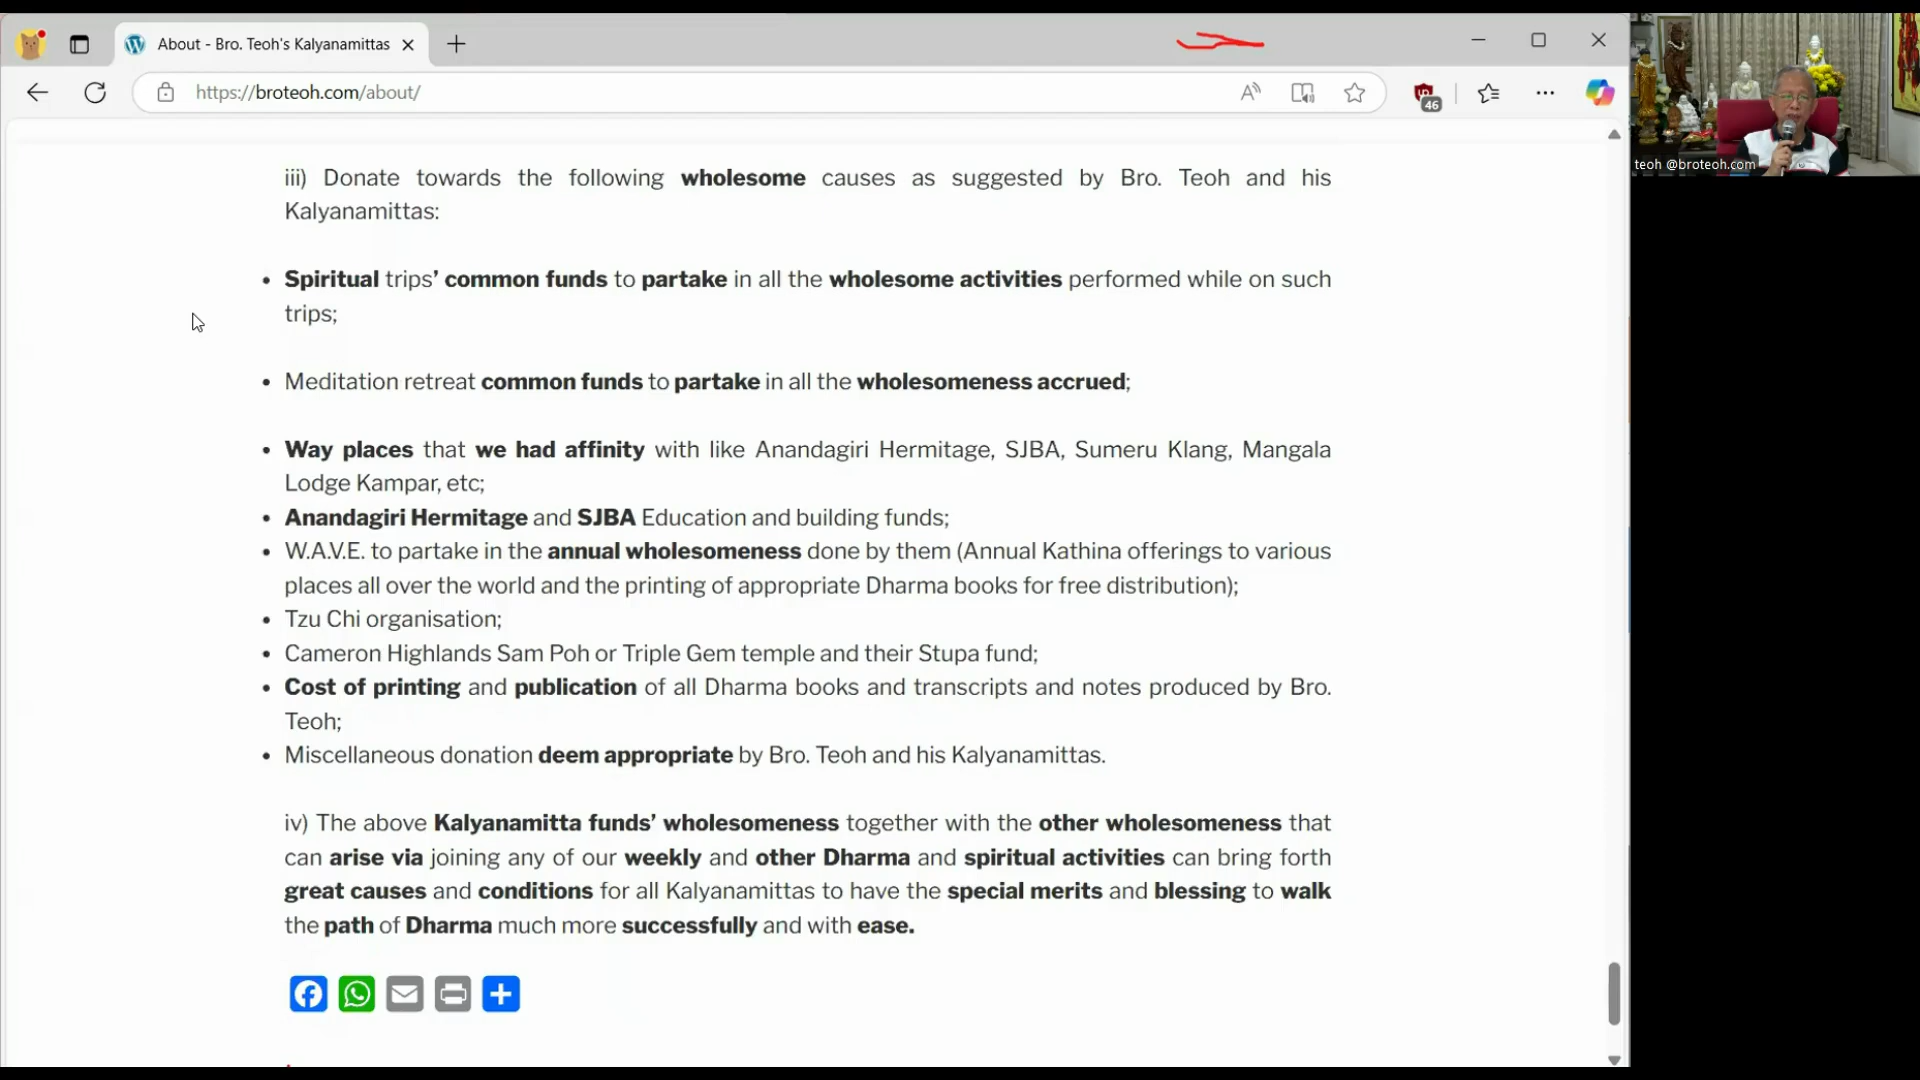 About - Bro. Teoh's Kalyanamittas
https://broteoh.com/about/
46
teoh @broteoh.com
iii) Donate towards the following wholesome causes as suggested by Bro. Teoh and his
Kalyanamittas:
• Spiritual trips’ common funds to partake in all the wholesome activities performed while on such
trips;
• Meditation retreat common funds to partake in all the wholesomeness accrued;
• Way places that we had affinity with like Anandagiri Hermitage, SJBA, Sumeru Klang, Mangala
Lodge Kampar, etc;
• Anandagiri Hermitage and SJBA Education and building funds;
• W.A.V.E. to partake in the annual wholesomeness done by them (Annual Kathina offerings to various
places all over the world and the printing of appropriate Dharma books for free distribution);
• Tzu Chi organisation;
• Cameron Highlands Sam Poh or Triple Gem temple and their Stupa fund;
• Cost of printing and publication of all Dharma books and transcripts and notes produced by Bro.
Teoh;
• Miscellaneous donation deem appropriate by Bro. Teoh and his Kalyanamittas.
iv) The above Kalyanamitta funds’ wholesomeness together with the other wholesomeness that
can arise via joining any of our weekly and other Dharma and spiritual activities can bring forth
great causes and conditions for all Kalyanamittas to have the special merits and blessing to walk
the path of Dharma much more successfully and with ease.